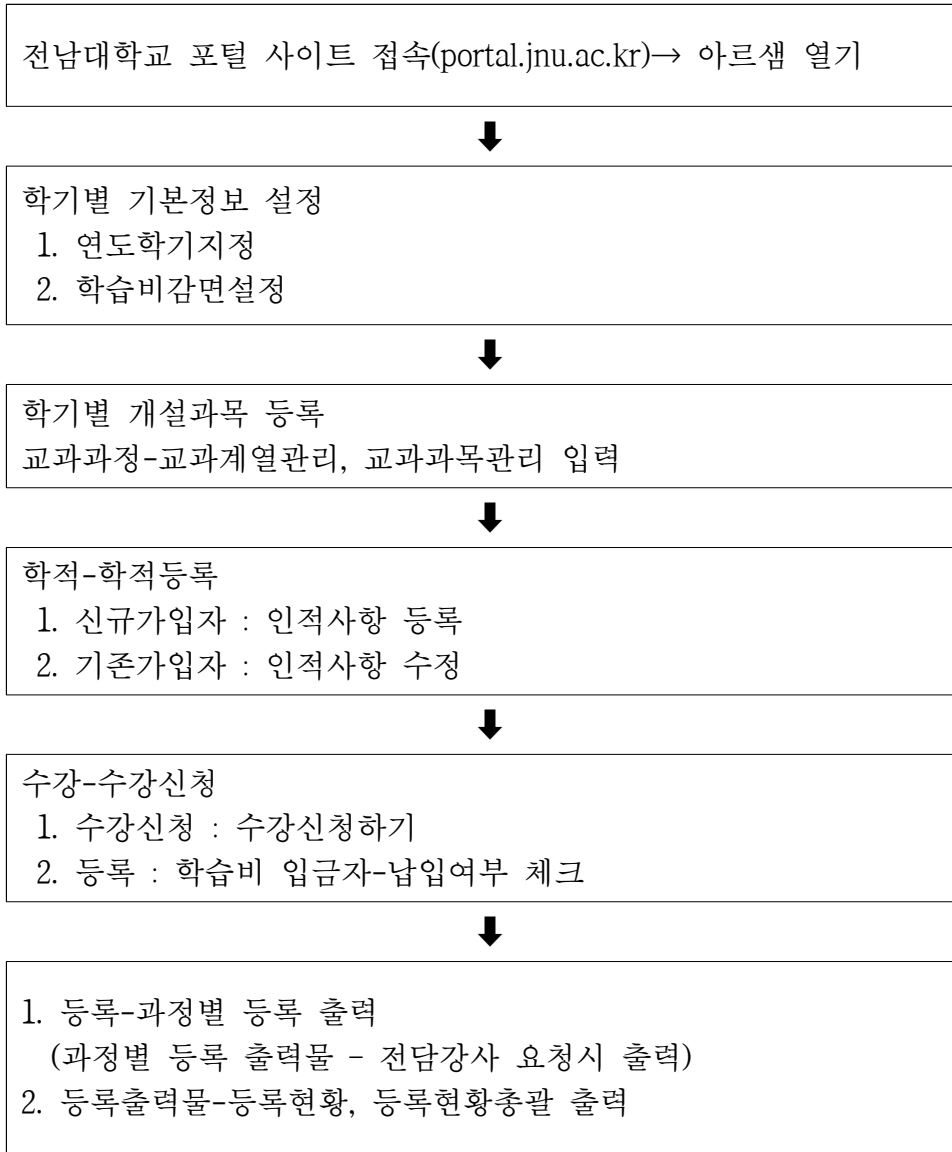 전남대학교 포털 사이트 접속(portal.jnu.ac.kr)→ 아르샘 열기
학기별 기본정보 설정
1. 연도학기지정
2. 학습비감면설정
학기별 개설과목 등록
교과과정-교과계열관리, 교과과목관리 입력
학적-학적등록
1. 신규가입자 : 인적사항 등록
2. 기존가입자 : 인적사항 수정
수강-수강신청
1. 수강신청 : 수강신청하기
2. 등록 : 학습비 입금자-납입여부 체크
1. 등록-과정별 등록 출력
(과정별 등록 출력물 - 전담강사 요청시 출력)
2. 등록출력물-등록현황, 등록현황총괄 출력